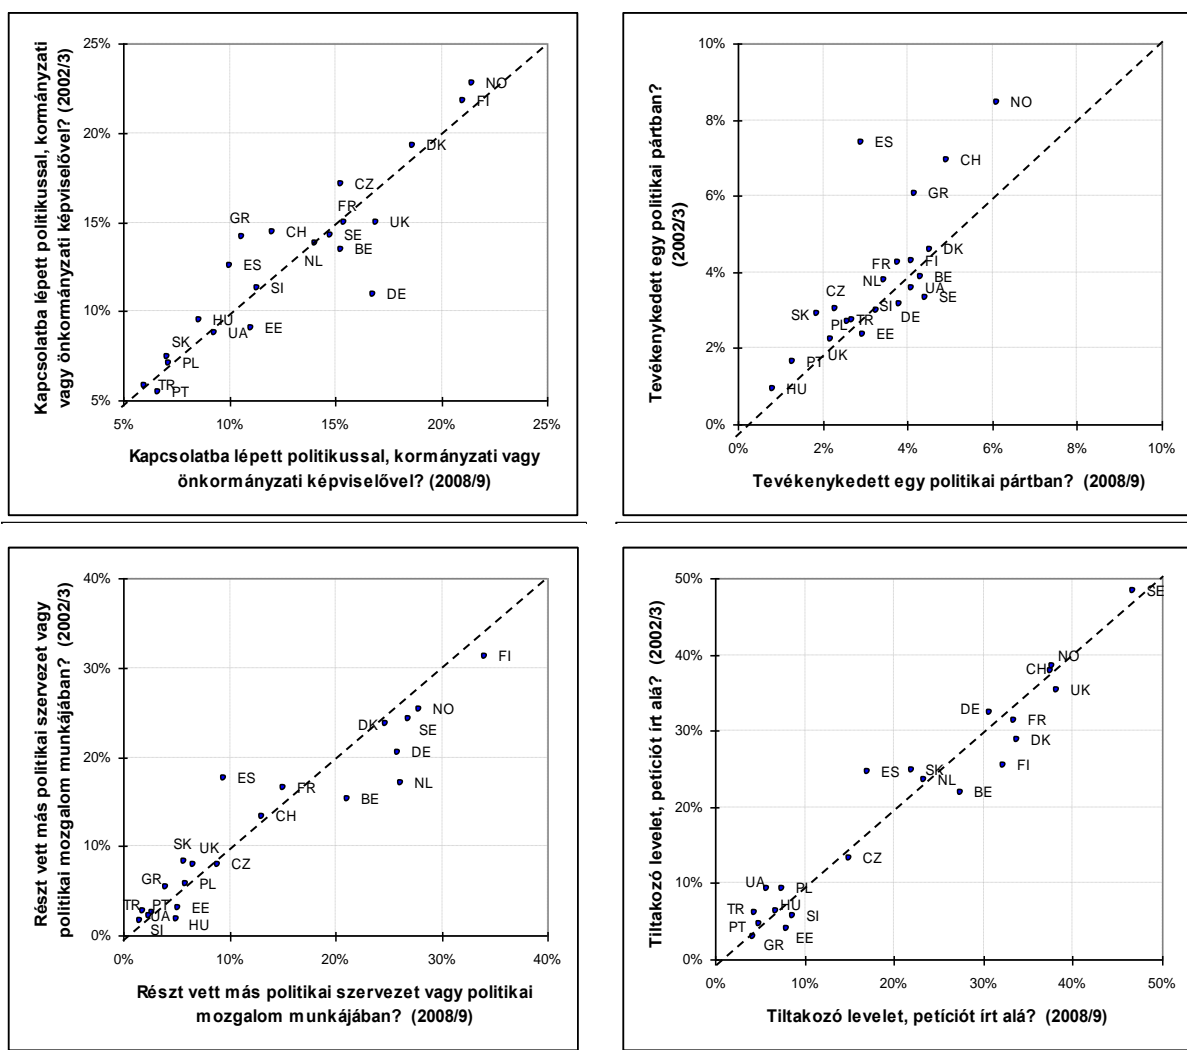 Kapcsolatba lépett politikussal, kormányzati
vagy önkormányzati képviselővel? (2002/3)
25%
20%
15%
10%
5%
NO
FI
DK
CZ
FR
UK
GR
CH
SE
NL
BE
ES
SI
DE
HU
UA
EE
SK
PL
TR
PT
5%
10%
15%
20%
25%
Kapcsolatba lépett politikussal, kormányzati vagy
önkormányzati képviselővel? (2008/9)
Tevékenykedett egy politikai pártban?
(2002/3)
10%
8%
6%
4%
2%
0%
NO
ES
CH
GR
DK
FR
FI
NL
BE
UA
CZ
SE
SK
SI
DE
PL
TR
EE
UK
PT
HU
0%
2%
4%
6%
8%
10%
Tevékenykedett egy politikai pártban? (2008/9)
Részt vett más politikai szervezet vagy
politikai mozgalom munkájában? (2002/3)
40%
30%
20%
10%
0%
FI
NO
DK
SE
DE
ES
FR
NL
BE
CH
SK
UK
CZ
GR
PL
TR
PT
EE
UA
HU
SI
0%
10%
20%
30%
40%
Részt vett más politikai szervezet vagy politikai
mozgalom munkájában? (2008/9)
Tiltakozó levelet, petíciót írt alá? (2002/3)
50%
40%
30%
20%
10%
0%
SE
NO
CH
UK
DE
FR
DK
ES
SK
FI
NL
BE
CZ
UA
PL
TR
HU
SI
PT
GR
EE
0%
10%
20%
30%
40%
50%
Tiltakozó levelet, petíciót írt alá? (2008/9)